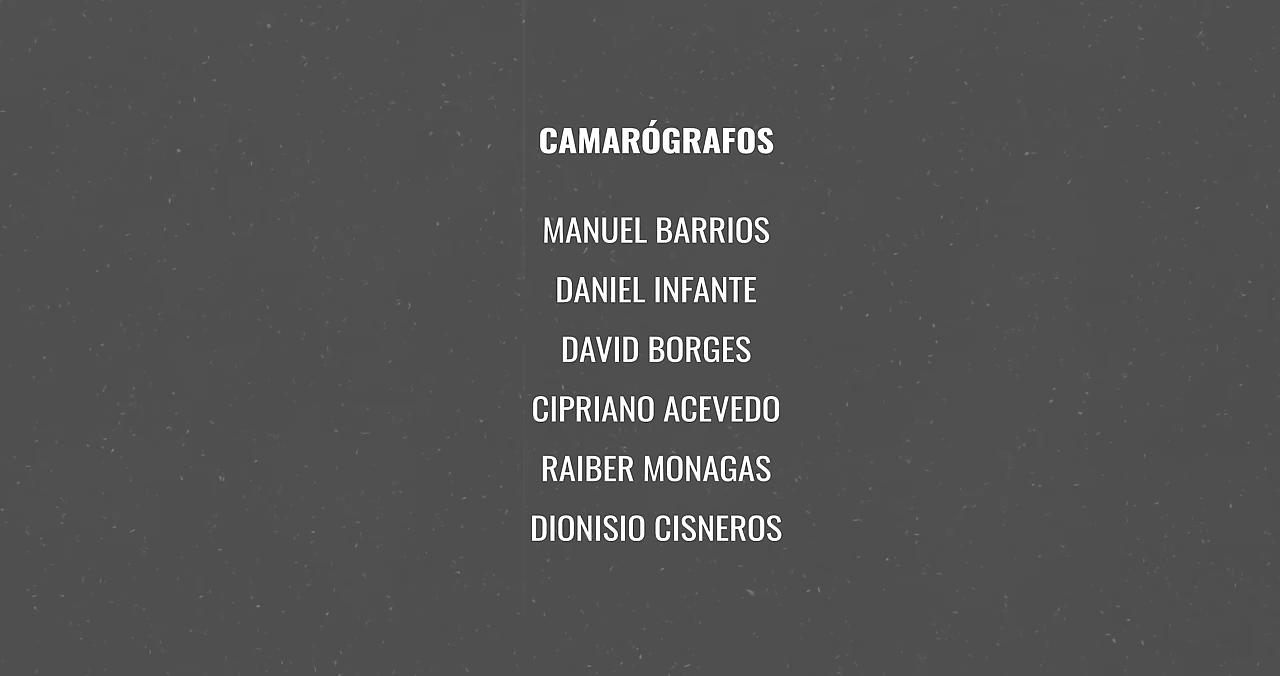 CAMARÓGRAFOS
MANUEL BARRIOS
DANIEL INFANTE
DAVID BORGES
CIPRIANO ACEVEDO
RAIBER MONAGAS
DIONISIO CISNEROS